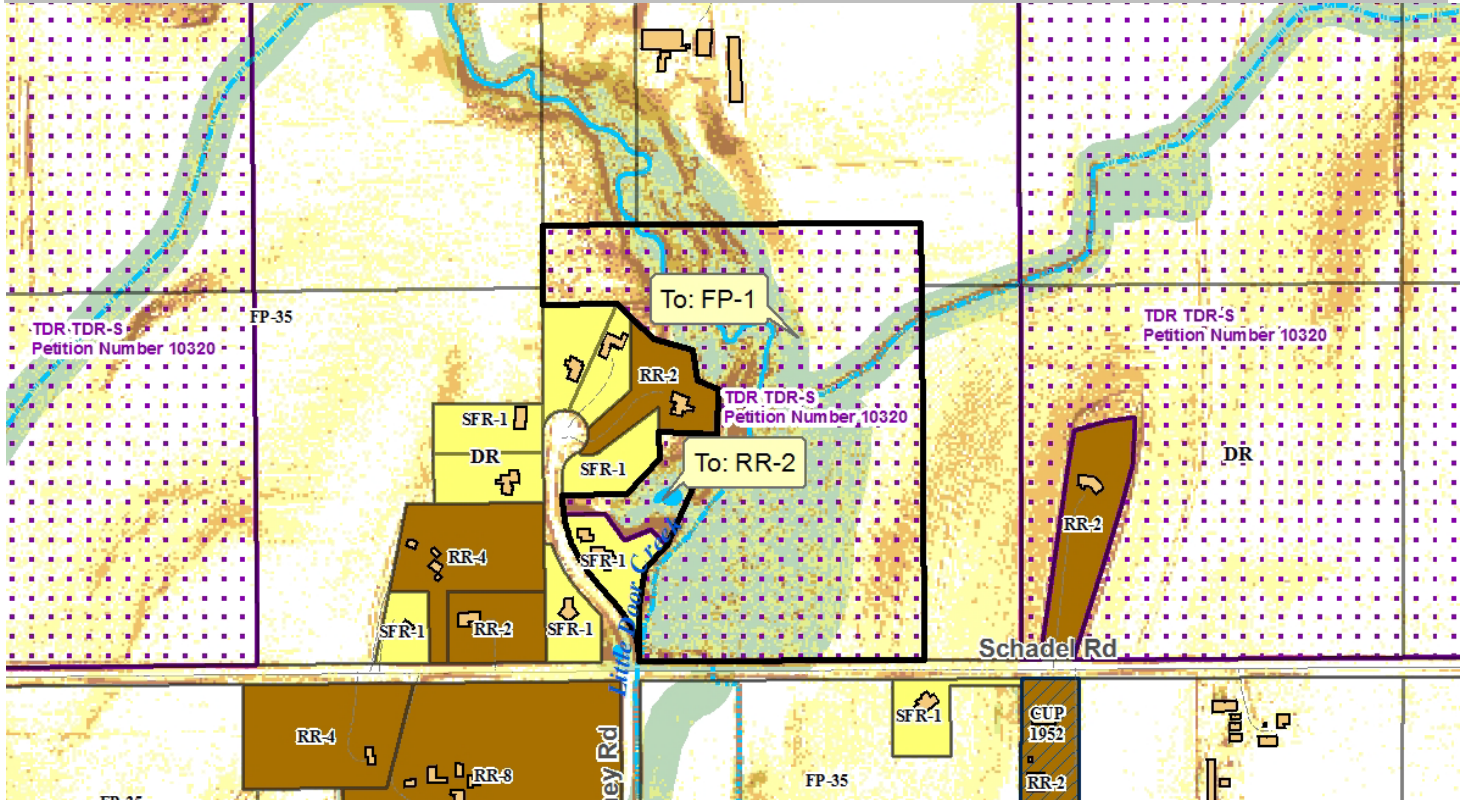 To: FP-1
FP-35
TDR TDR-S
Petition Number 10320
TDR TDR-S
Petition Number 10320
RR-2
TDR TDR-S
Petition Number 10320
SFR-1
DR
DR
To: RR-2
SFR-1
RR-2
RR-4
SFR-1
SFR-1
RR-2
SFR-1
Little Door Creek
Schadel Rd
RR-4
RR-8
ney Rd
SFR-1
CUP
1952
FP-35
RR-2
FP-35